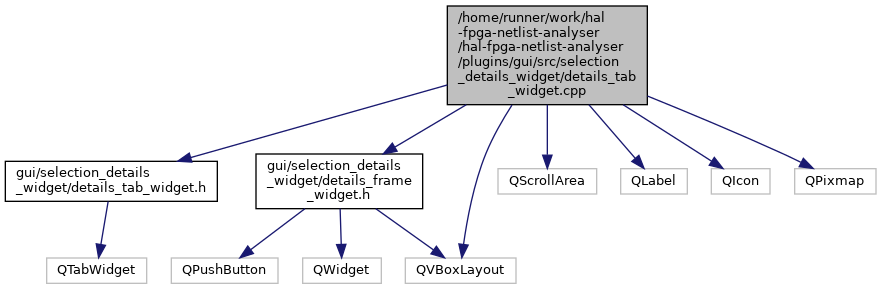 /home/runner/work/hal
-fpga-netlist-analyser
/hal-fpga-netlist-analyser
/plugins/gui/src/selection
_details_widget/details_tab
_widget.cpp
gui/selection_details
_widget/details_tab_widget.h
gui/selection_details
_widget/details_frame
_widget.h
QScrollArea
QLabel
QIcon
QPixmap
QTabWidget
QPushButton
QWidget
QVBoxLayout